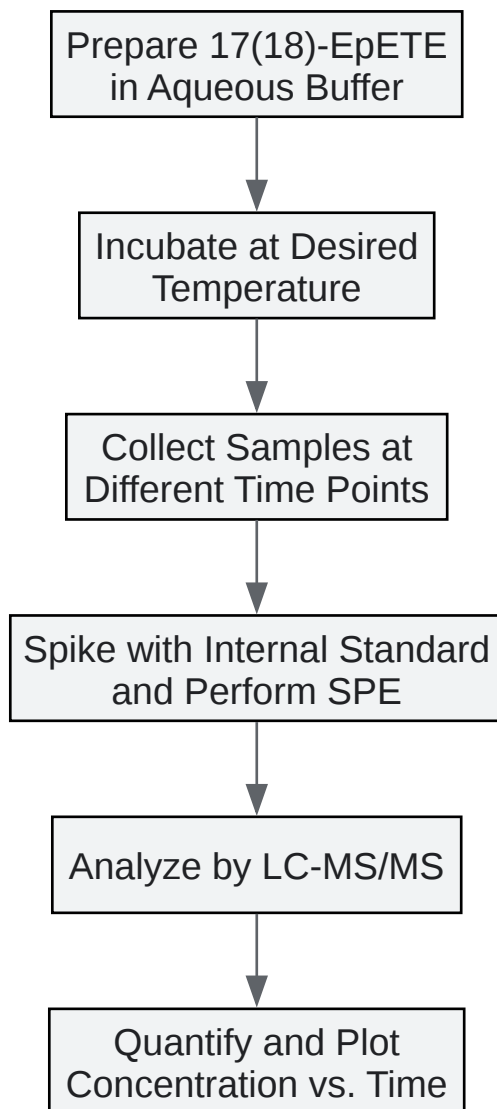 Prepare 17(18)-EpETE
in Aqueous Buffer
Incubate at Desired
Temperature
Collect Samples at
Different Time Points
Spike with Internal Standard
and Perform SPE
Analyze by LC-MS/MS
Quantify and Plot
Concentration vs. Time